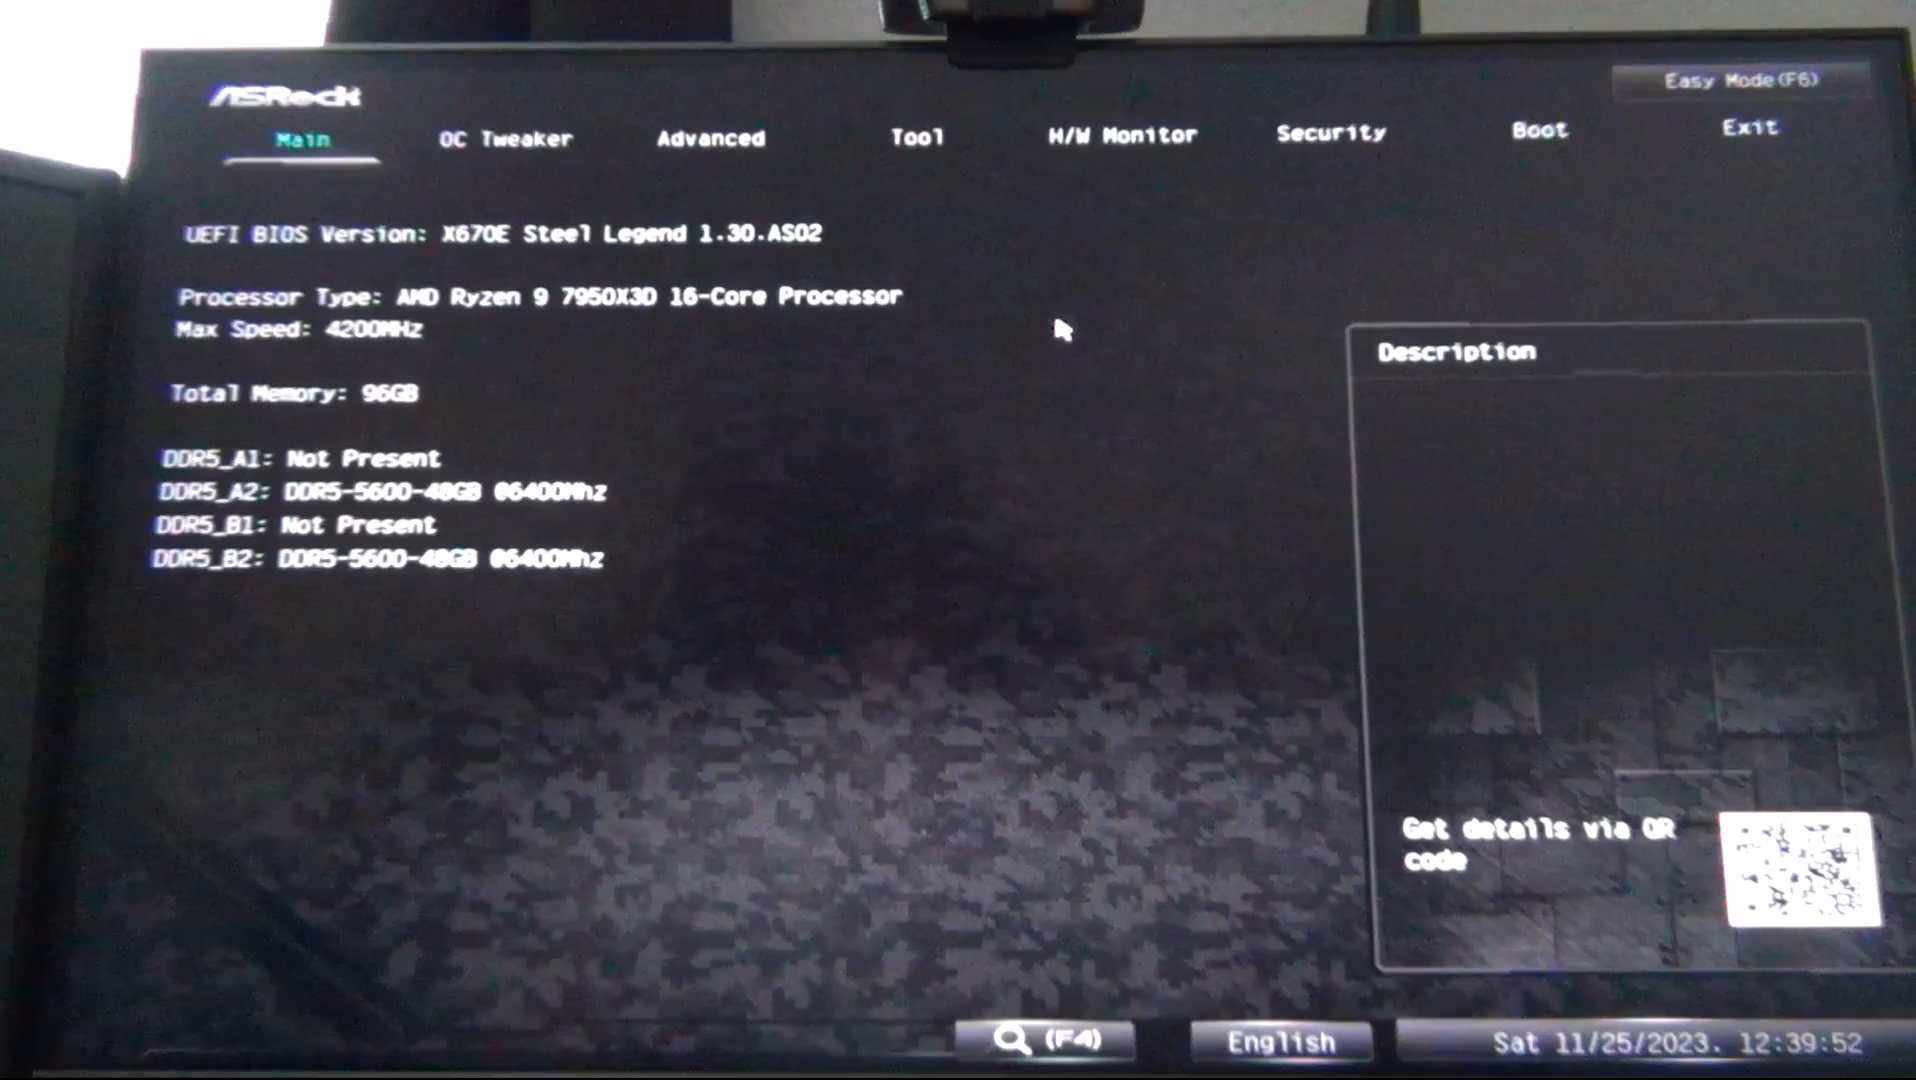 ASRock
Easy Mode(F6)
Main OC Tweaker Advanced Tool H/W Monitor Security Boot Exit
UEFI BIOS Version: X670E Steel Legend 1.30.AS02
Processor Type: AMD Ryzen 9 7950X3D 16-Core Processor
Max Speed: 4200MHz
Total Memory: 96GB
DDR5_A1: Not Present
DDR5_A2: DDR5-5600-48GB @6400Mhz
DDR5_B1: Not Present
DDR5_B2: DDR5-5600-48GB @6400Mhz
Description
Get details via QR
code
(F4)
English
Sat 11/25/2023. 12:39:52